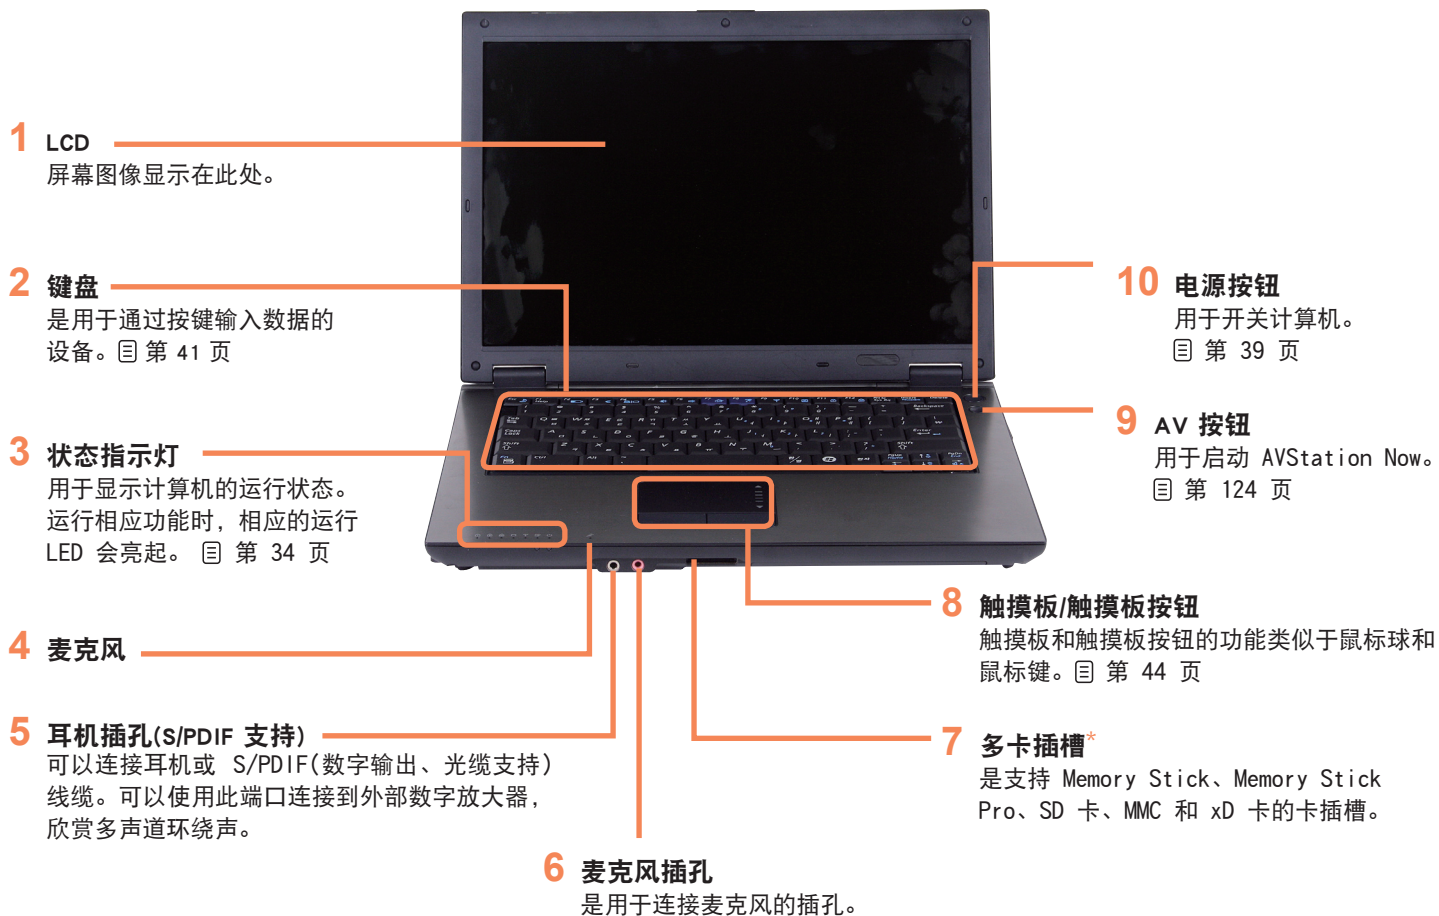 1 LCD
屏幕图像显示在此处。
2 键盘
是用于通过按键输入数据的
设备。 第 41 页
3 状态指示灯
用于显示计算机的运行状态。
运行相应功能时，相应的运行
LED 会亮起。 第 34 页
4 麦克风
5 耳机插孔(S/PDIF 支持)
可以连接耳机或 S/PDIF(数字输出、光缆支持)
线缆。可以使用此端口连接到外部数字放大器，
欣赏多声道环绕声。
6 麦克风插孔
是用于连接麦克风的插孔。
7 多卡插槽*
是支持 Memory Stick、Memory Stick
Pro、SD 卡、MMC 和 xD 卡的卡插槽。
8 触摸板/触摸板按钮
触摸板和触摸板按钮的功能类似于鼠标球和
鼠标键。 第 44 页
9 AV 按钮
用于启动 AVStation Now。
第 124 页
10 电源按钮
用于开关计算机。
第 39 页
Backspace
Enter
Shift
Shift
Ctrl
Alt